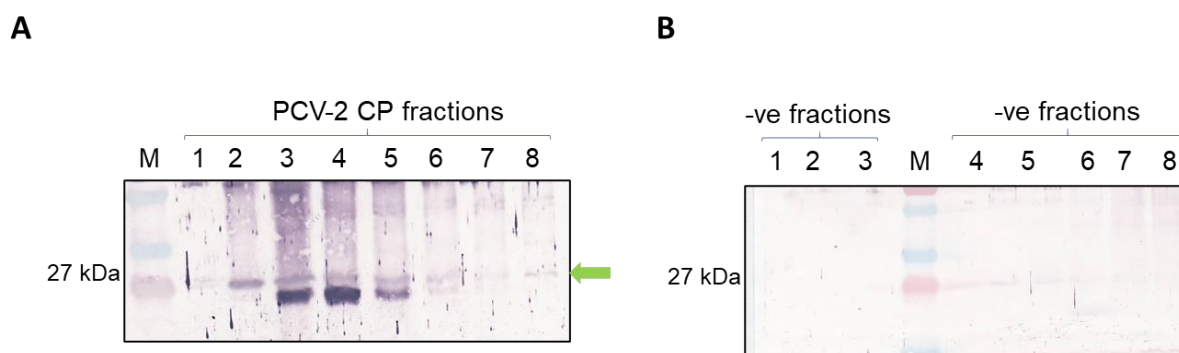 A
PCV-2 CP fractions
M 1 2 3 4 5 6 7 8
27 kDa
B
-ve fractions -ve fractions
1 2 3 M 4 5 6 7 8
27 kDa